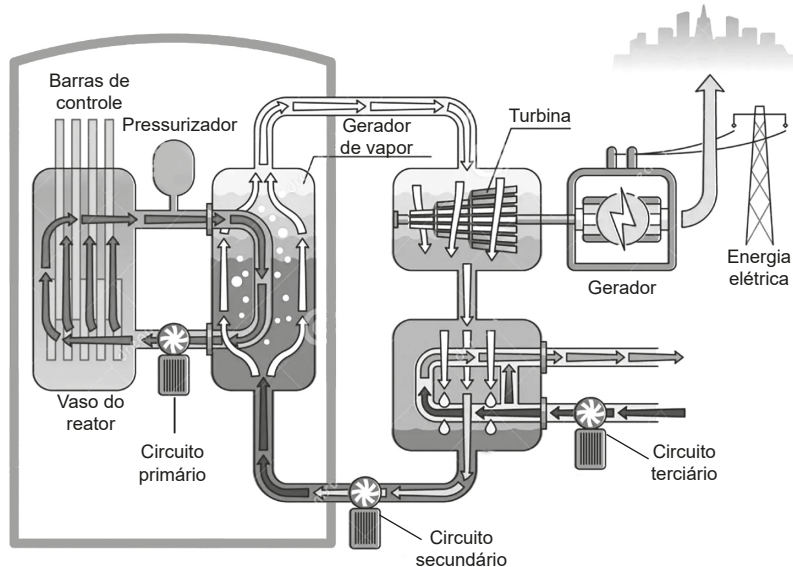 Barras de
controle
Pressurizador
Gerador
de vapor
Turbina
Energia
elétrica
Gerador
Vaso do
reator
Circuito
primário
Circuito
terciário
Circuito
secundário